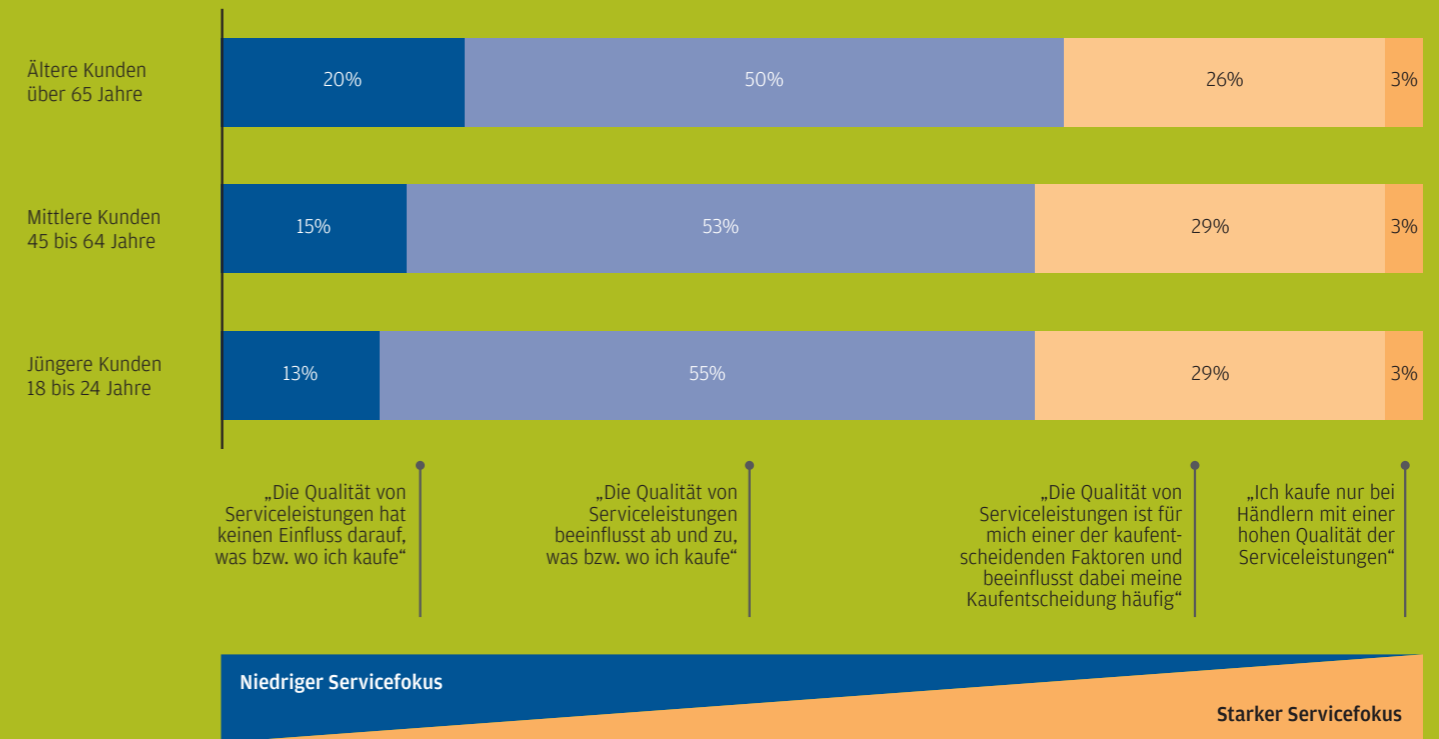 Ältere Kunden
über 65 Jahre
20%
50%
26%
3%
Mittlere Kunden
45 bis 64 Jahre
15%
53%
29%
3%
Jüngere Kunden
18 bis 24 Jahre
13%
55%
29%
3%
„Die Qualität von
Serviceleistungen hat
keinen Einfluss darauf,
was bzw. wo ich kaufe“
„Die Qualität von
Serviceleistungen
beeinflusst ab und zu,
was bzw. wo ich kaufe“
„Die Qualität von
Serviceleistungen ist für
mich einer der kaufent-
scheidenden Faktoren und
beeinflusst dabei meine
Kaufentscheidung häufig“
„Ich kaufe nur bei
Händlern mit einer
hohen Qualität der
Serviceleistungen“
Niedriger Servicefokus
Starker Servicefokus